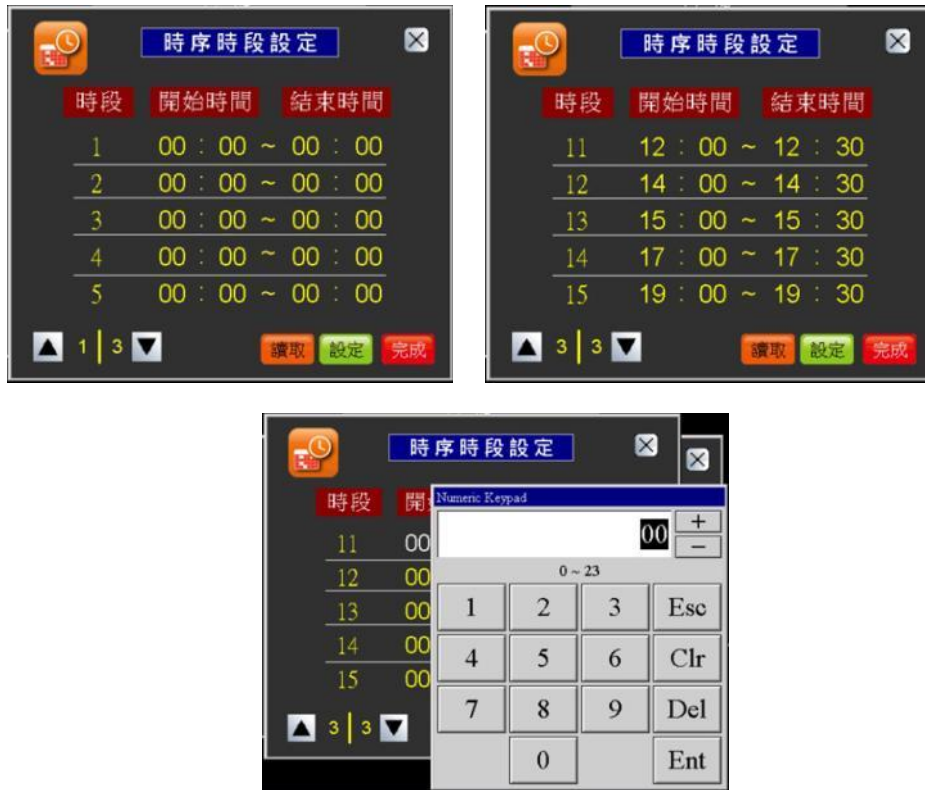 時序時段設定
時段 開始時間 結束時間
1 00 : 00 ~ 00 : 00
2 00 : 00 ~ 00 : 00
3 00 : 00 ~ 00 : 00
4 00 : 00 ~ 00 : 00
5 00 : 00 ~ 00 : 00
1 | 3 讀取 設定 完成
時序時段設定
時段 開始時間 結束時間
11 12 : 00 ~ 12 : 30
12 14 : 00 ~ 14 : 30
13 15 : 00 ~ 15 : 30
14 17 : 00 ~ 17 : 30
15 19 : 00 ~ 19 : 30
3 | 3 讀取 設定 完成
時序時段設定
時段 開
11 00
12 00
13 00
14 00
15 00
3 | 3
Numeric Keypad
00 + −
0 ~ 23
1 2 3 Esc
4 5 6 Clr
7 8 9 Del
0 Ent